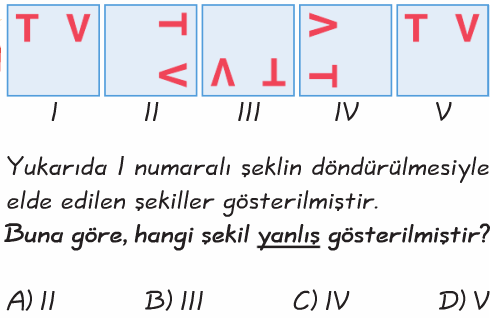 T V
T
V
V T
V
T
T V
I II III IV V
Yukarıda I numaralı şeklin döndürülmesiyle
elde edilen şekiller gösterilmiştir.
Buna göre, hangi şekil yanlış gösterilmiştir?
A) II B) III C) IV D) V